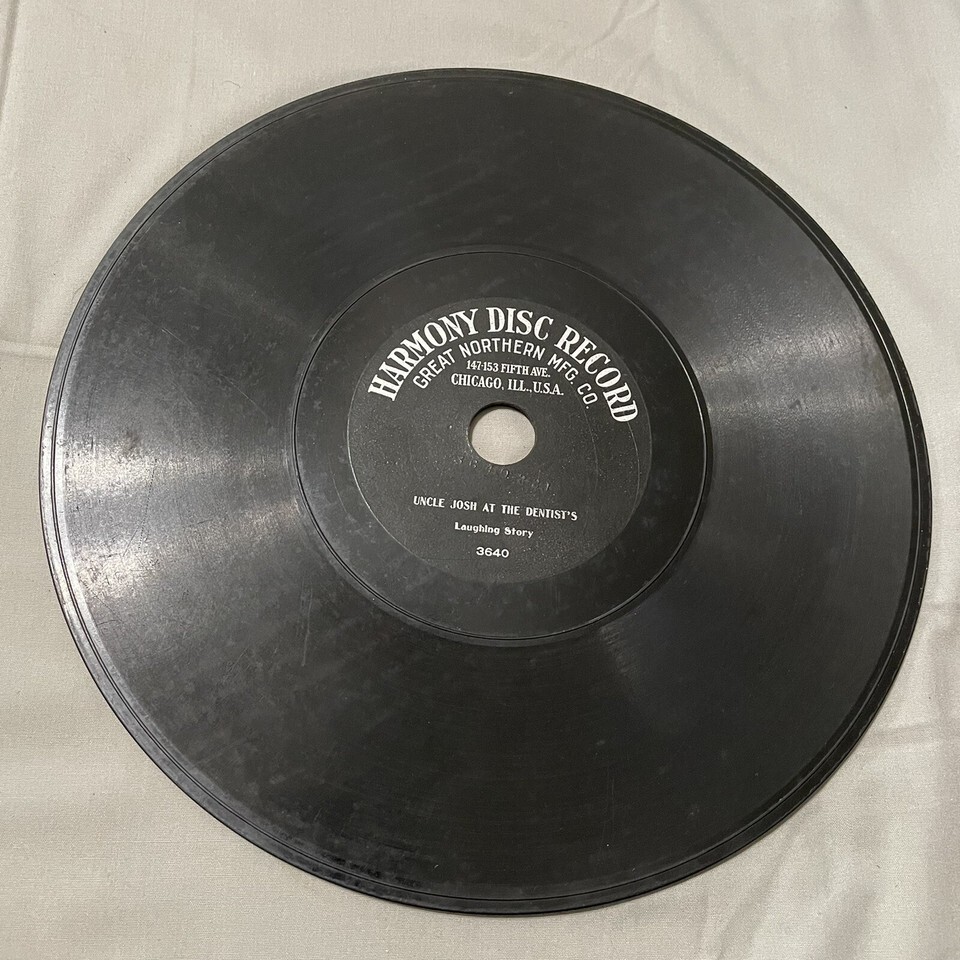 HARMONY DISC RECORD
GREAT NORTHERN MFG. CO.
147-153 FIFTH AVE.
CHICAGO, ILL., U.S.A.
UNCLE JOSH AT THE DENTIST'S
Laughing Story
3640